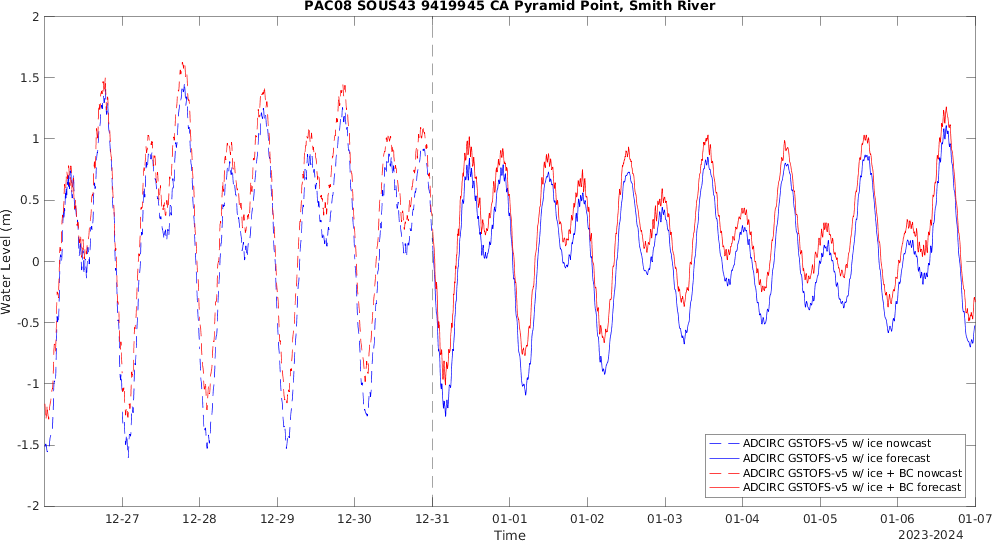 PAC08 SOUS43 9419945 CA Pyramid Point, Smith River
2
1.5
1
0.5
0
-0.5
-1
-1.5
-2
Water Level (m)
12-27 12-28 12-29 12-30 12-31 01-01 01-02 01-03 01-04 01-05 01-06 01-07
Time
2023-2024
ADCIRC GSTOFS-v5 w/ ice nowcast
ADCIRC GSTOFS-v5 w/ ice forecast
ADCIRC GSTOFS-v5 w/ ice + BC nowcast
ADCIRC GSTOFS-v5 w/ ice + BC forecast